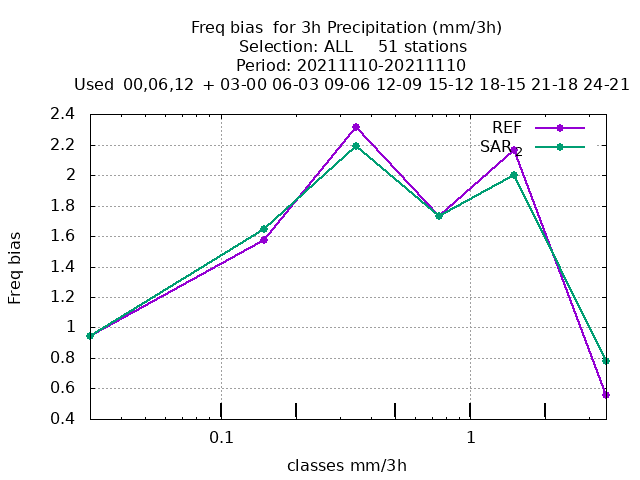 Freq bias  for 3h Precipitation (mm/3h)
Selection: ALL     51 stations
Period: 20211110-20211110
Used  00,06,12  + 03-00 06-03 09-06 12-09 15-12 18-15 21-18 24-21
REF
SAR2
2.4
2.2
2
1.8
1.6
1.4
1.2
1
0.8
0.6
0.4
Freq bias
0.1
1
classes mm/3h